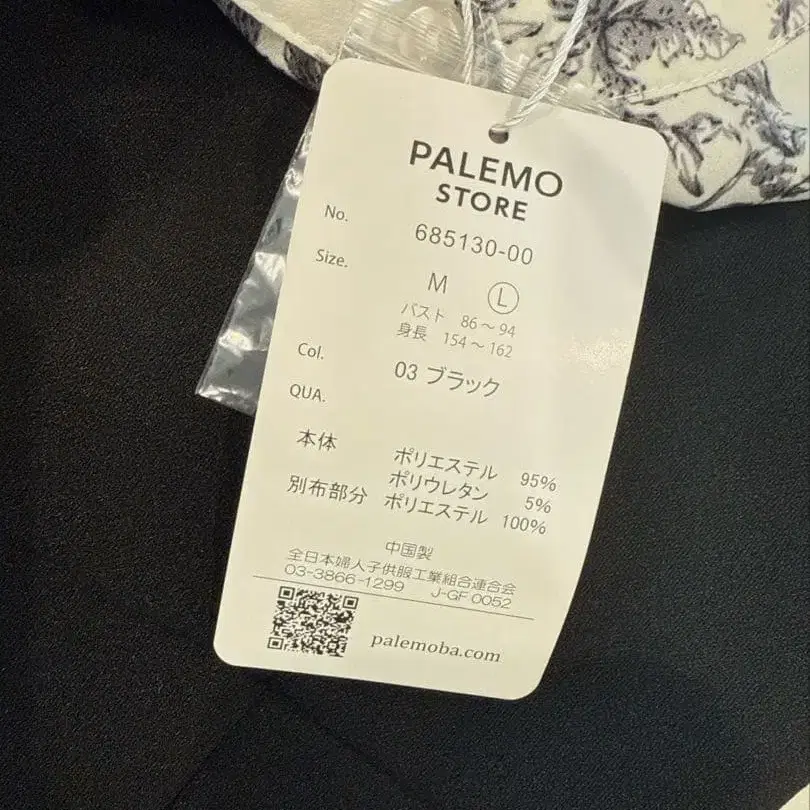 PALEMO
STORE
No. 685130-00
Size. M Ⓛ
バスト 86～94
身長 154～162
Col. 03 ブラック
QUA.
本体 ポリエステル 95%
ポリウレタン 5%
別布部分 ポリエステル 100%
中国製
全日本婦人子供服工業組合連合会
03-3866-1299 J-GF 0052
palemoba.com